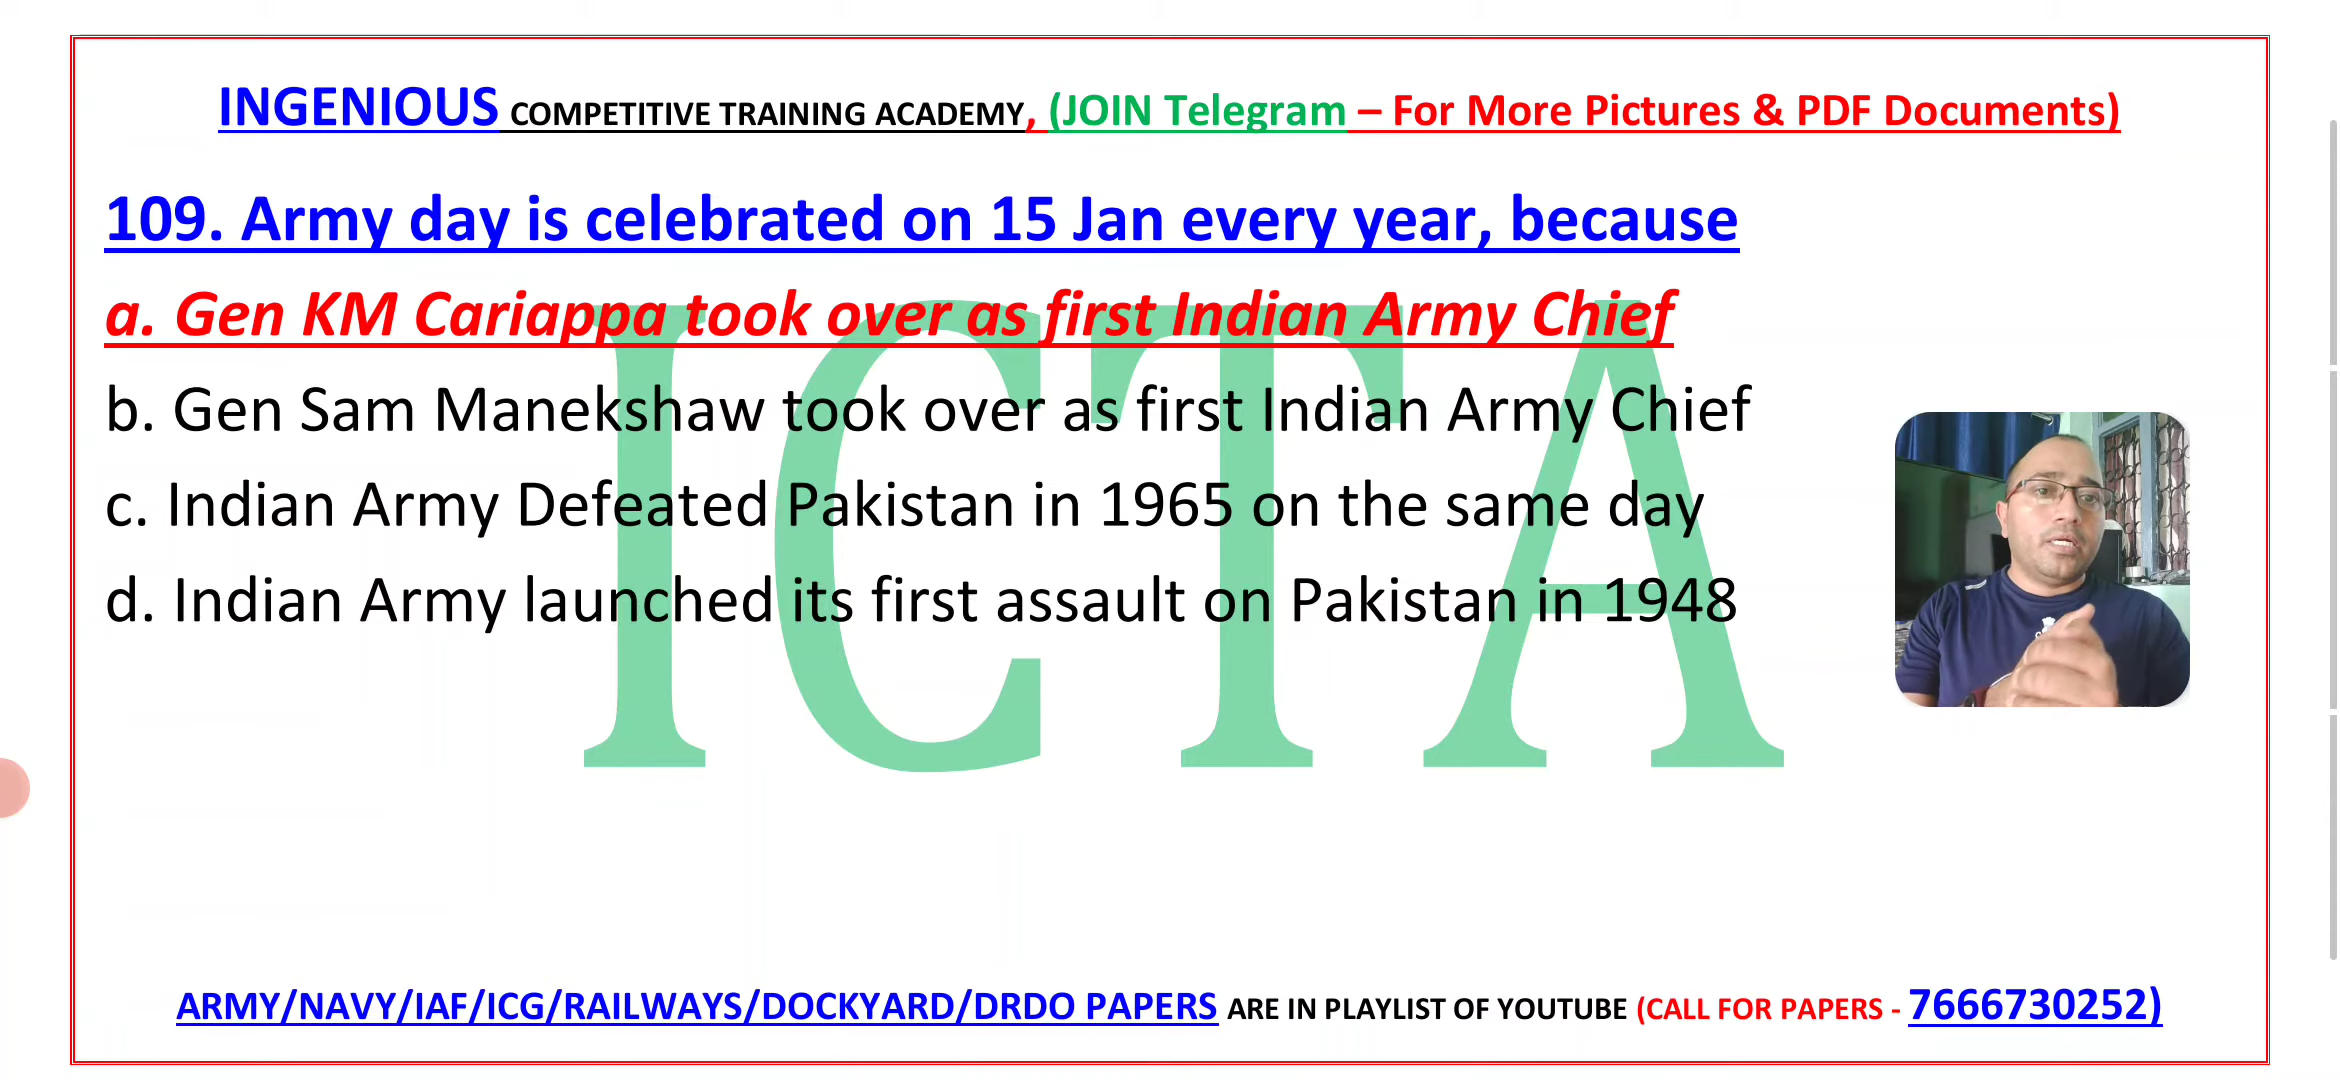 INGENIOUS COMPETITIVE TRAINING ACADEMY, (JOIN Telegram – For More Pictures & PDF Documents)
109. Army day is celebrated on 15 Jan every year, because
a. Gen KM Cariappa took over as first Indian Army Chief
b. Gen Sam Manekshaw took over as first Indian Army Chief
c. Indian Army Defeated Pakistan in 1965 on the same day
d. Indian Army launched its first assault on Pakistan in 1948
ICTA
ARMY/NAVY/IAF/ICG/RAILWAYS/DOCKYARD/DRDO PAPERS ARE IN PLAYLIST OF YOUTUBE (CALL FOR PAPERS - 7666730252)